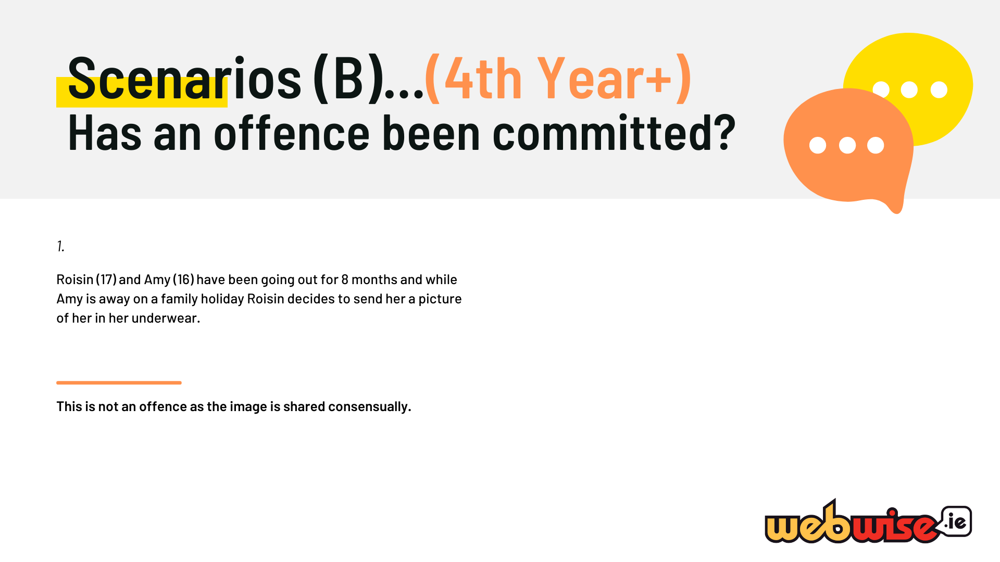 Scenarios (B)...(4th Year+)
Has an offence been committed?
1.
Roisin (17) and Amy (16) have been going out for 8 months and while
Amy is away on a family holiday Roisin decides to send her a picture
of her in her underwear.
This is not an offence as the image is shared consensually.
webwise.ie